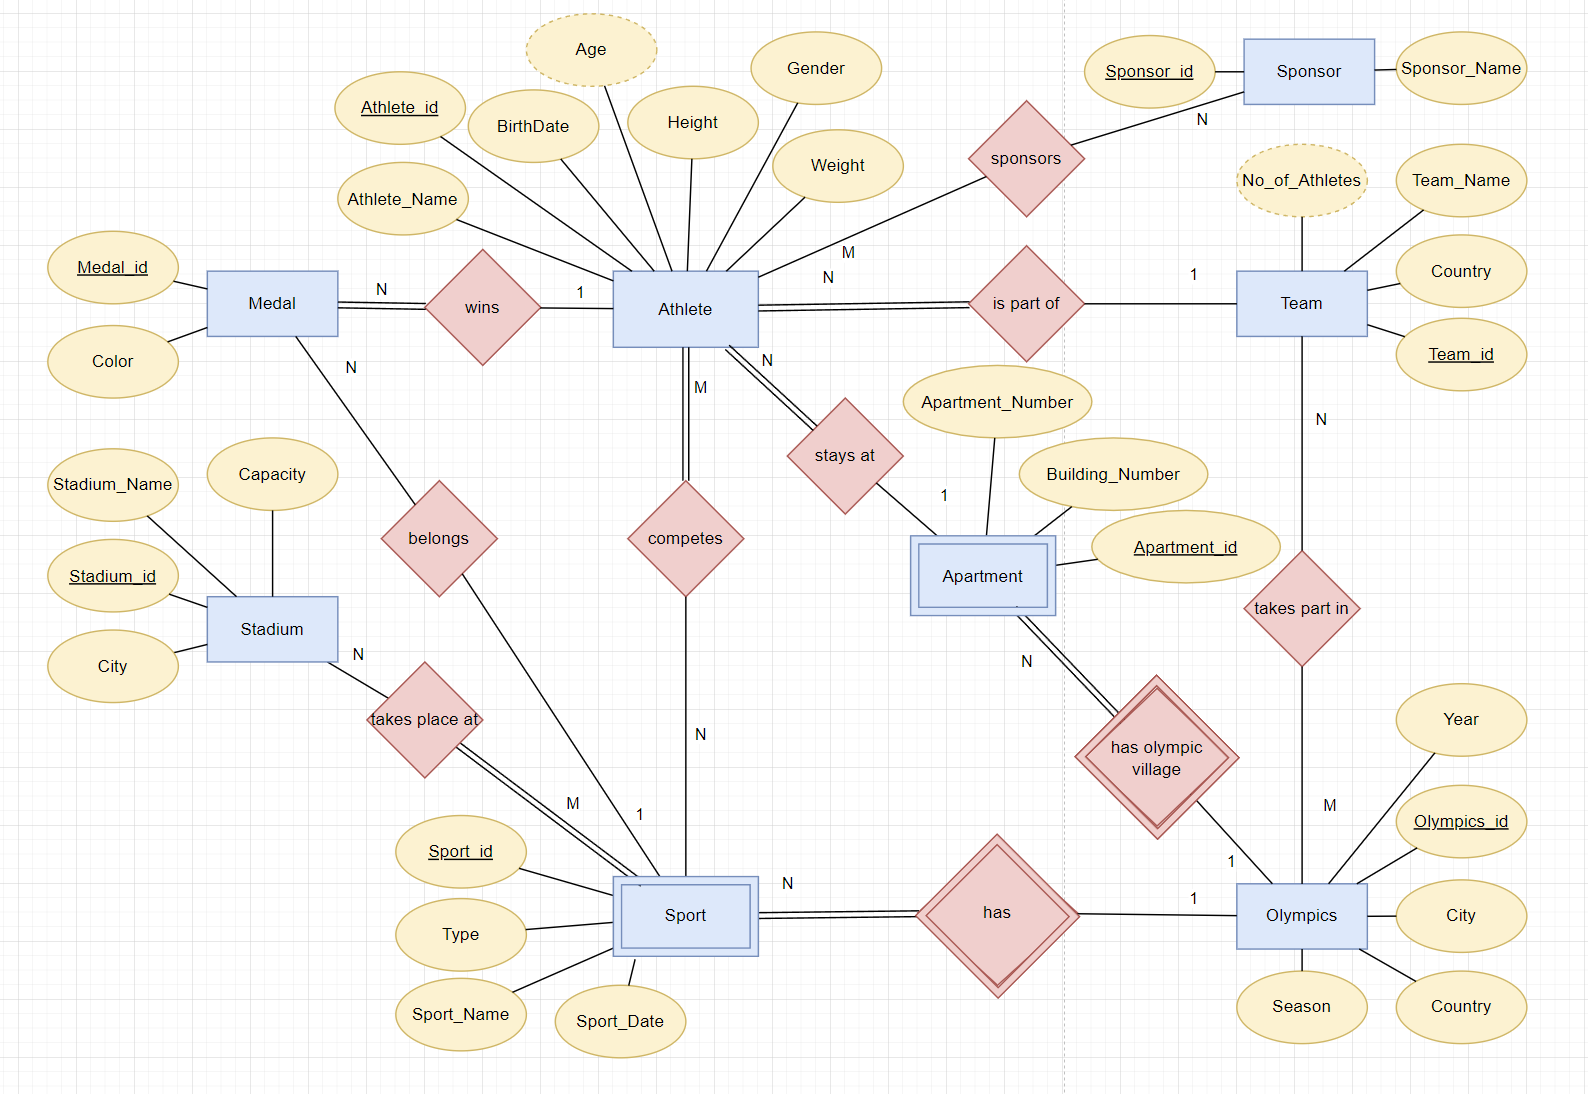 Age
Gender
Sponsor_id
Sponsor
Sponsor_Name
Athlete_id
BirthDate
Height
N
sponsors
Weight
No_of_Athletes
Team_Name
Athlete_Name
M
Medal_id
N
1
N
1
Country
Medal
wins
Athlete
is part of
Team
Color
N
N
M
Team_id
Apartment_Number
N
Stadium_Name
Capacity
stays at
Building_Number
1
belongs
competes
Apartment_id
Stadium_id
Apartment
takes part in
Stadium
N
City
N
takes place at
N
has olympic
village
Year
M
1
M
Olympics_id
Sport_id
1
N
1
Type
Sport
has
Olympics
City
Sport_Name
Sport_Date
Season
Country